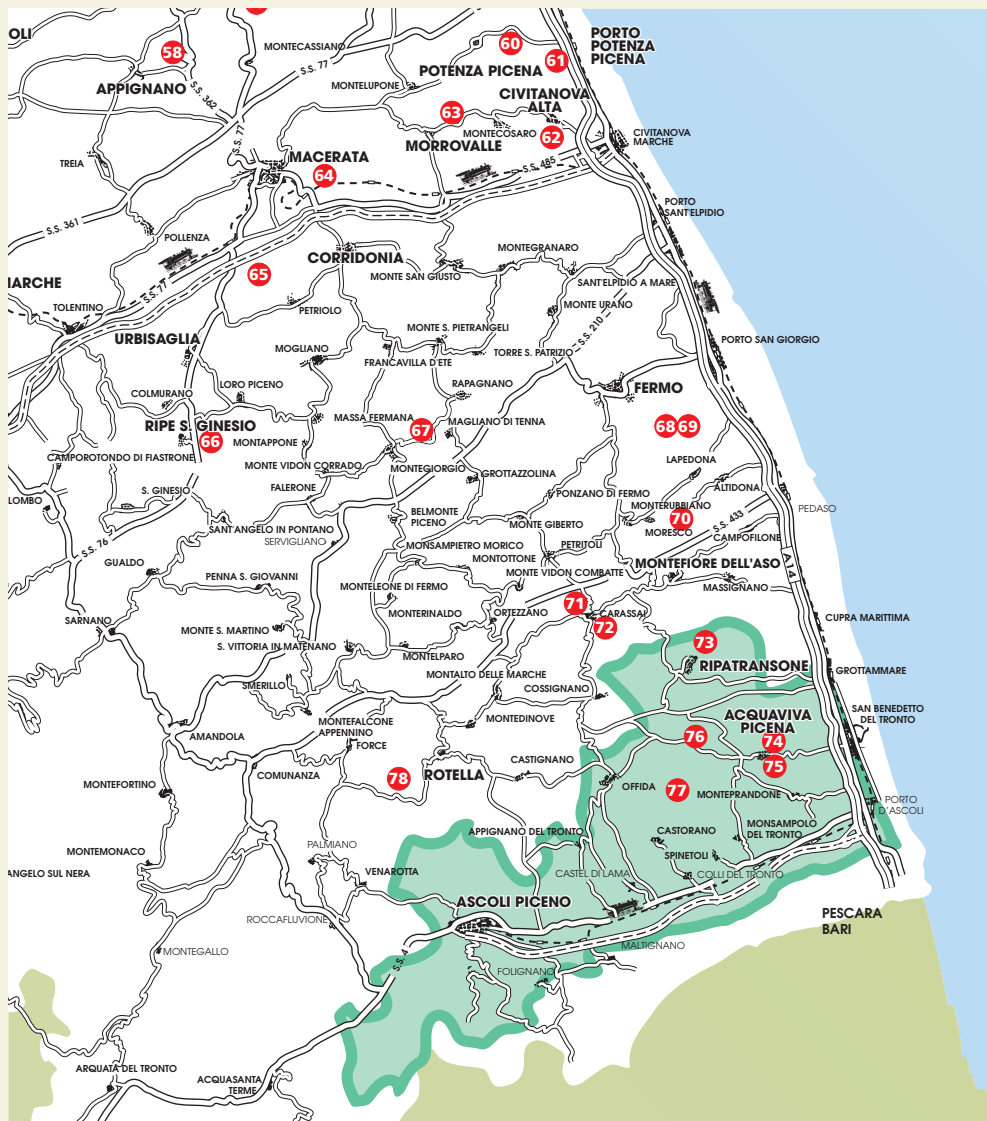 OLI
58
MONTECASSIANO
60
PORTO
POTENZA
PICENA
61
S.S. 77
POTENZA PICENA
APPIGNANO
MONTELUPONE
S.S. 362
CIVITANOVA
ALTA
63
MONTECOSARO
62
CIVITANOVA
MARCHE
S.S. 77
MORROVALLE
TREIA
MACERATA
64
S.S. 485
PORTO
SANT'ELPIDIO
S.S. 361
POLLENZA
MONTEGRANARO
CORRIDONIA
65
MONTE SAN GIUSTO
SANT'ELPIDIO A MARE
IARCHE
S.S. 77
TOLENTINO
PETRIOLO
MONTE URANO
S.S. 210
URBISAGLIA
MONTE S. PIETRANGELI
PORTO SAN GIORGIO
MOGLIANO
TORRE S. PATRIZIO
FRANCAVILLA D'ETE
COLMURANO
LORO PICENO
RAPAGNANO
FERMO
RIPE S. GINESIO
66
MASSA FERMANA
67
MAGLIANO DI TENNA
68
69
MONTAPPONE
CAMPOROTONDO DI FIASTRONE
MONTE VIDON CORRADO
MONTEGIORGIO
GROTTAZZOLINA
LAPEDONA
LOMBO
S. GINESIO
FALERONE
PONZANO DI FERMO
ALTIDONA
MONTERUBBIANO
70
PEDASO
BELMONTE
PICENO
SANT'ANGELO IN PONTANO
MONTE GIBERTO
MORESCO
S.S. 433
SERVIGLIANO
CAMPOFILONE
S.S. 76
MONSAMPIETRO MORICO
PETRITOLI
A14
GUALDO
MONTOTTONE
MONTEFIORE DELL'ASO
PENNA S. GIOVANNI
MONTELEONE DI FERMO
MONTE VIDON COMBATTE
MASSIGNANO
71
SARNANO
MONTERINALDO
ORTEZZANO
CARASSAI
72
CUPRA MARITTIMA
MONTE S. MARTINO
S. VITTORIA IN MATENANO
73
MONTELPARO
RIPATRANSONE
GROTTAMMARE
MONTALTO DELLE MARCHE
SMERILLO
COSSIGNANO
SAN BENEDETTO
DEL TRONTO
MONTEFALCONE
APPENNINO
MONTEDINOVE
ACQUAVIVA
PICENA
AMANDOLA
76
74
FORCE
75
COMUNANZA
78
ROTELLA
CASTIGNANO
MONTEFORTINO
OFFIDA
77
MONTEPRANDONE
PORTO
D'ASCOLI
APPIGNANO DEL TRONTO
CASTORANO
MONSAMPOLO
DEL TRONTO
PALMIANO
MONTEMONACO
SPINETOLI
ANGELO SUL NERA
VENAROTTA
CASTEL DI LAMA
COLLI DEL TRONTO
ASCOLI PICENO
ROCCAFLUVIONE
PESCARA
BARI
MONTEGALLO
MALTIGNANO
S.S. 4
FOLIGNANO
ARQUATA DEL TRONTO
ACQUASANTA
TERME